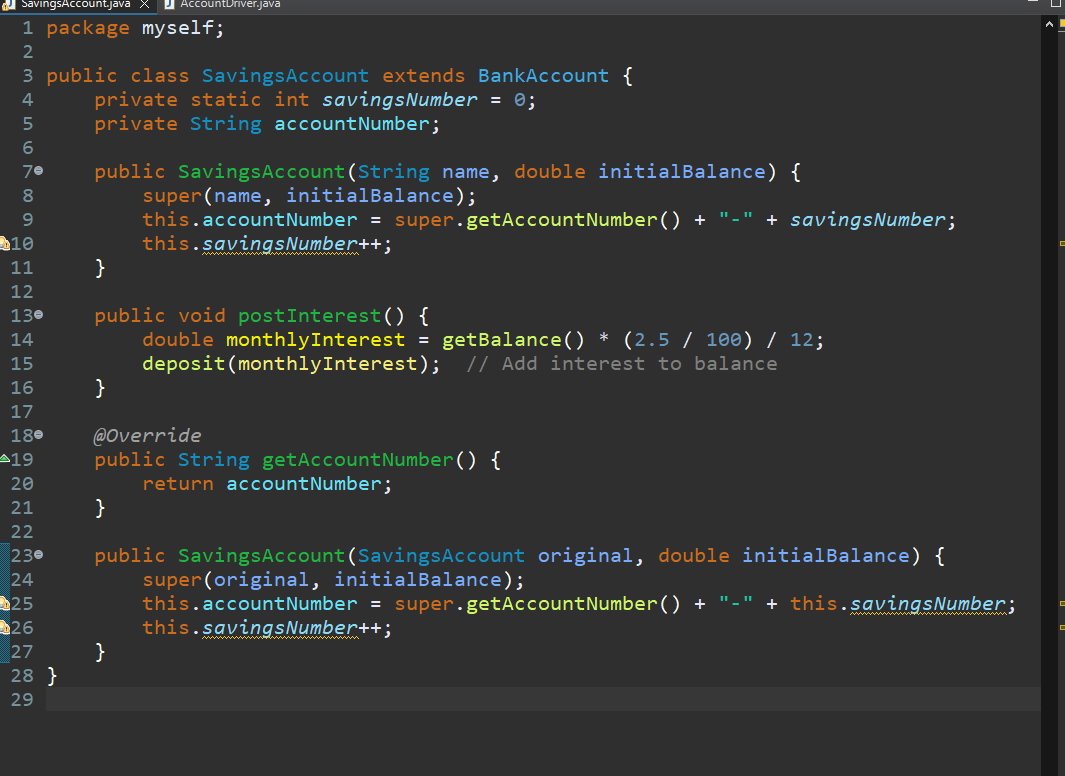 SavingsAccount.java AccountDriver.java
1 package myself;
2
3 public class SavingsAccount extends BankAccount {
4     private static int savingsNumber = 0;
5     private String accountNumber;
6
7     public SavingsAccount(String name, double initialBalance) {
8         super(name, initialBalance);
9         this.accountNumber = super.getAccountNumber() + "-" + savingsNumber;
10         this.savingsNumber++;
11     }
12
13     public void postInterest() {
14         double monthlyInterest = getBalance() * (2.5 / 100) / 12;
15         deposit(monthlyInterest);  // Add interest to balance
16     }
17
18     @Override
19     public String getAccountNumber() {
20         return accountNumber;
21     }
22
23     public SavingsAccount(SavingsAccount original, double initialBalance) {
24         super(original, initialBalance);
25         this.accountNumber = super.getAccountNumber() + "-" + this.savingsNumber;
26         this.savingsNumber++;
27     }
28 }
29